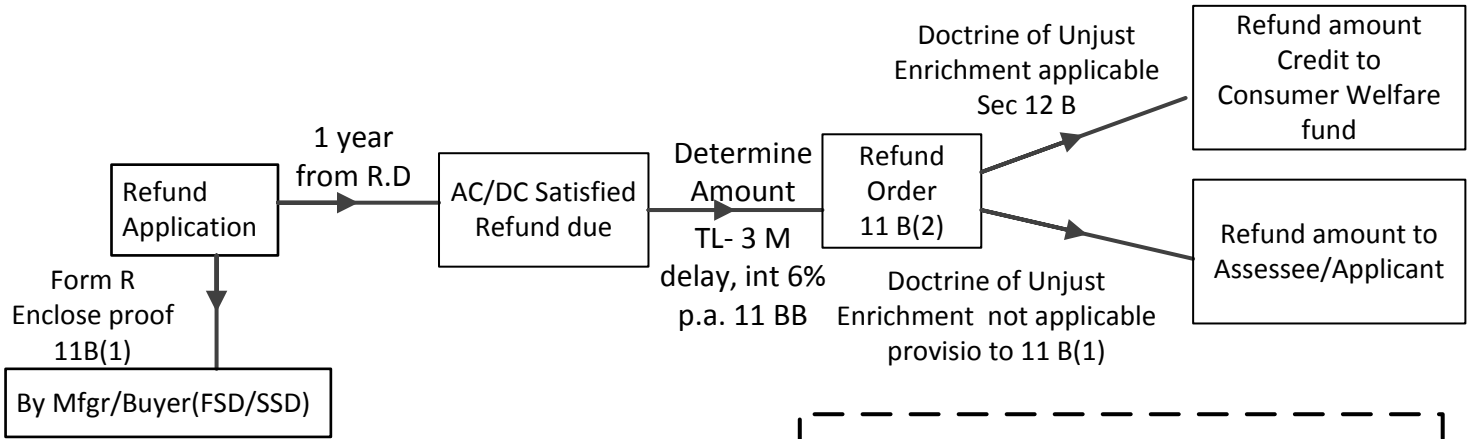 Refund
Application
1 year
from R.D
Form R
Enclose proof
11B(1)
By Mfgr/Buyer(FSD/SSD)
AC/DC Satisfied
Refund due
Determine
Amount
TL- 3 M
delay, int 6%
p.a. 11 BB
Refund
Order
11 B(2)
Doctrine of Unjust
Enrichment applicable
Sec 12 B
Refund amount
Credit to
Consumer Welfare
fund
Doctrine of Unjust
Enrichment not applicable
provisio to 11 B(1)
Refund amount to
Assessee/Applicant